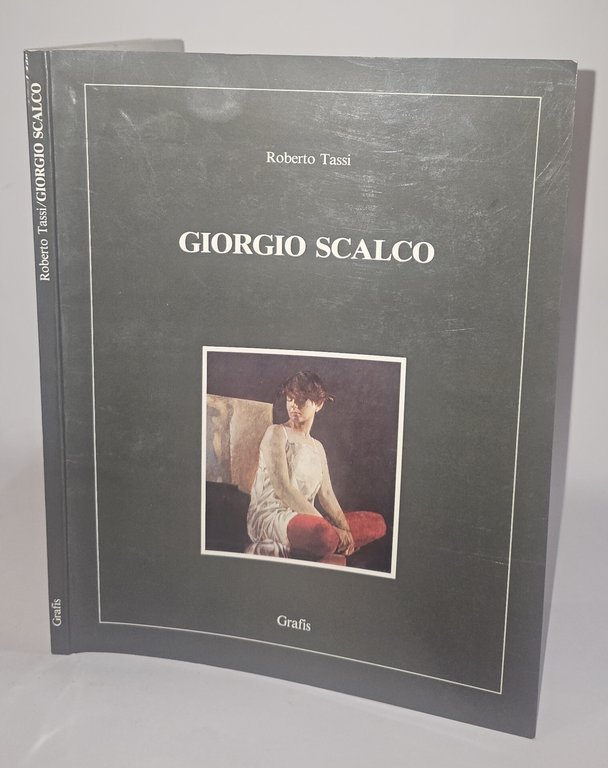 Roberto Tassi
GIORGIO SCALCO
Grafis
Roberto Tassi/GIORGIO SCALCO
Grafis